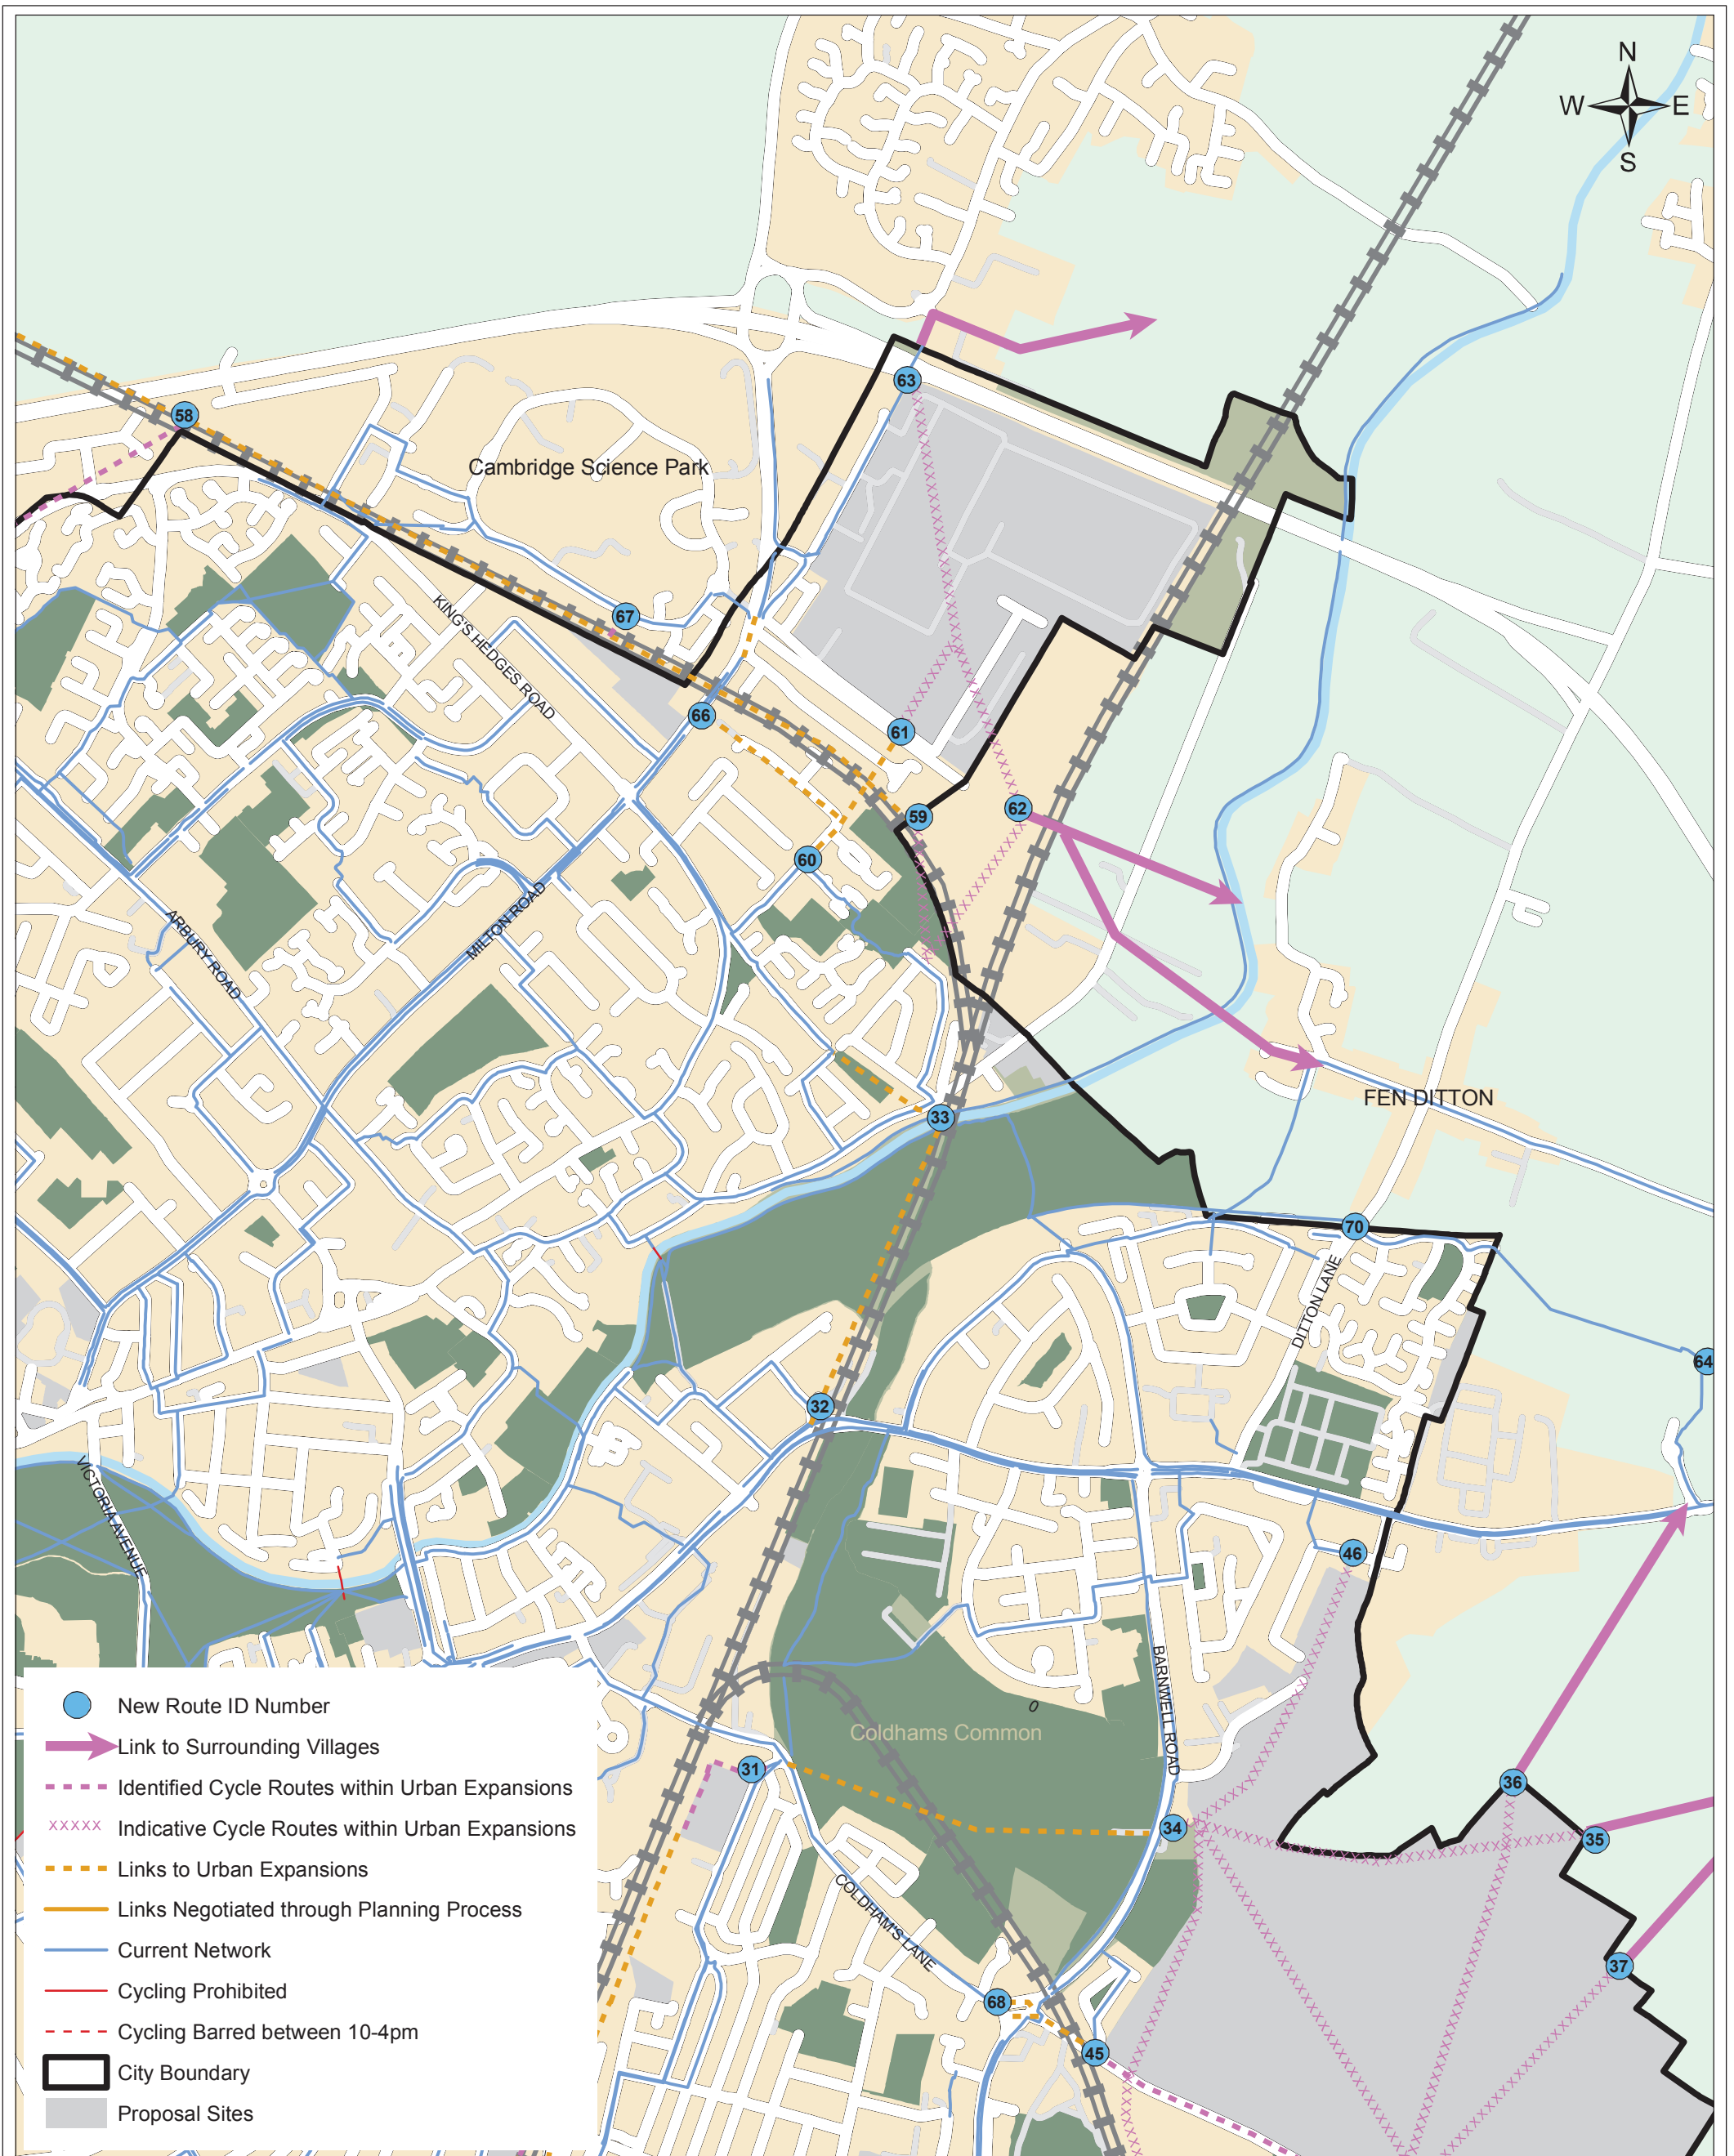 N
W E
S
63
58
Cambridge Science Park
67
KING'S HEDGES ROAD
66
61
62
59
60
MILTON ROAD
ARBURY ROAD
FEN DITTON
33
70
DITTON LANE
64
32
VICTORIA AVENUE
46
BARNWELL ROAD
0
Coldhams Common
31
36
34
35
COLDHAM'S LANE
37
68
45
New Route ID Number
Link to Surrounding Villages
Identified Cycle Routes within Urban Expansions
xxxxx Indicative Cycle Routes within Urban Expansions
Links to Urban Expansions
Links Negotiated through Planning Process
Current Network
Cycling Prohibited
Cycling Barred between 10-4pm
City Boundary
Proposal Sites